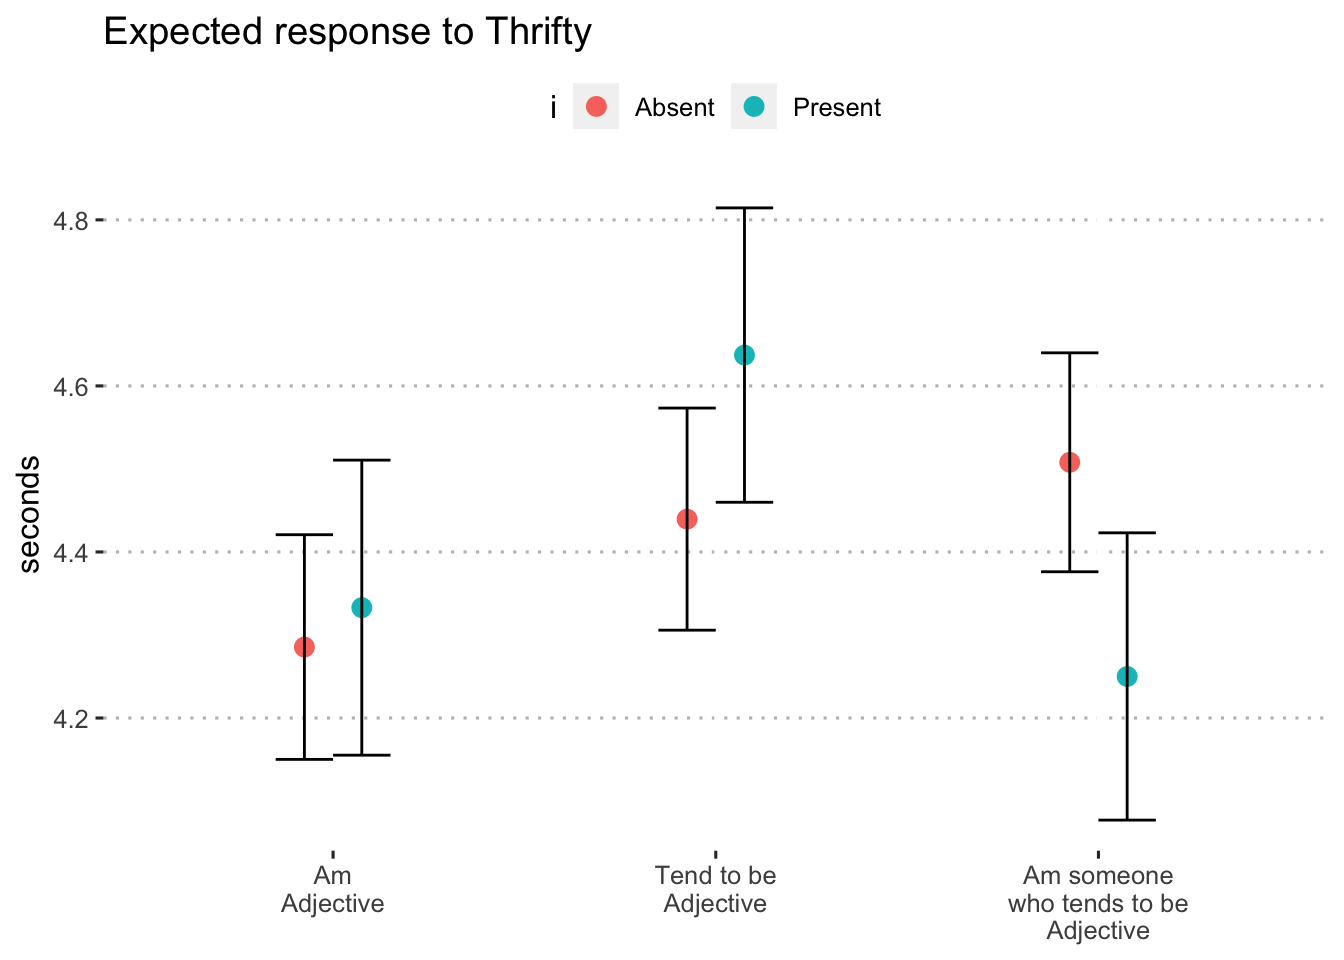 Expected response to Thrifty
i Absent Present
4.8
4.6
4.4
4.2
seconds
Am
Adjective
Tend to be
Adjective
Am someone
who tends to be
Adjective